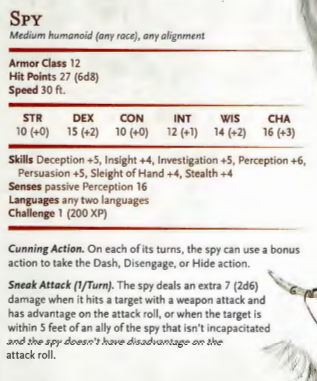 SPY
Medium humanoid (any race), any alignment
Armor Class 12
Hit Points 27 (6d8)
Speed 30 ft.
STR DEX CON INT WIS CHA
10 (+0) 15 (+2) 10 (+0) 12 (+1) 14 (+2) 16 (+3)
Skills Deception +5, Insight +4, Investigation +5, Perception +6,
Persuasion +5, Sleight of Hand +4, Stealth +4
Senses passive Perception 16
Languages any two languages
Challenge 1 (200 XP)
Cunning Action. On each of its turns, the spy can use a bonus
action to take the Dash, Disengage, or Hide action.
Sneak Attack (1/Turn). The spy deals an extra 7 (2d6)
damage when it hits a target with a weapon attack and
has advantage on the attack roll, or when the target is
within 5 feet of an ally of the spy that isn't incapacitated
and the spy doesn't have disadvantage on the
attack roll.